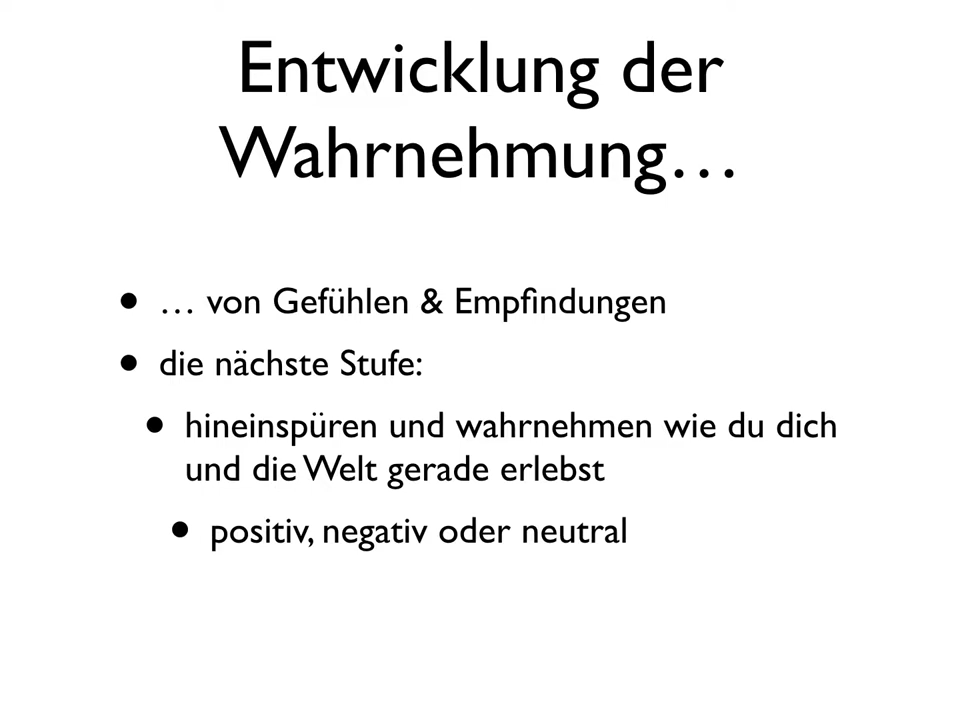 Entwicklung der
Wahrnehmung…
• … von Gefühlen & Empfindungen
• die nächste Stufe:
• hineinspüren und wahrnehmen wie du dich
und die Welt gerade erlebst
• positiv, negativ oder neutral